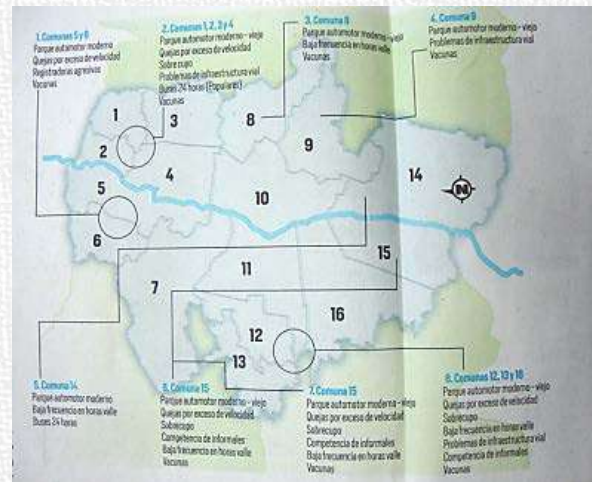 1. Comunas 5 y 6
Parque automotor moderno
Quejas por exceso de velocidad
Registradoras agresivas
Vacunas
2. Comunas 1, 2, 3 y 4
Parque automotor moderno - viejo
Quejas por exceso de velocidad
Sobrecupo
Problemas de infraestructura vial
Buses 24 horas (Populares)
Vacunas
3. Comuna 8
Parque automotor moderno - viejo
Baja frecuencia en horas valle
Vacunas
4. Comuna 9
Parque automotor moderno - viejo
Problemas de infraestructura vial
Vacunas
1
3
8
2
9
4
14
N
5
10
6
15
11
7
16
12
13
5. Comuna 14
Parque automotor moderno
Baja frecuencia en horas valle
Buses 24 horas
6. Comuna 15
Parque automotor moderno - viejo
Quejas por exceso de velocidad
Sobrecupo
Competencia de informales
Baja frecuencia en horas valle
Vacunas
7. Comuna 15
Parque automotor moderno - viejo
Quejas por exceso de velocidad
Sobrecupo
Competencia de informales
Baja frecuencia en horas valle
Vacunas
8. Comunas 12, 13 y 16
Parque automotor moderno - viejo
Quejas por exceso de velocidad
Sobrecupo
Baja frecuencia en horas valle
Problemas de infraestructura vial
Competencia de informales
Vacunas